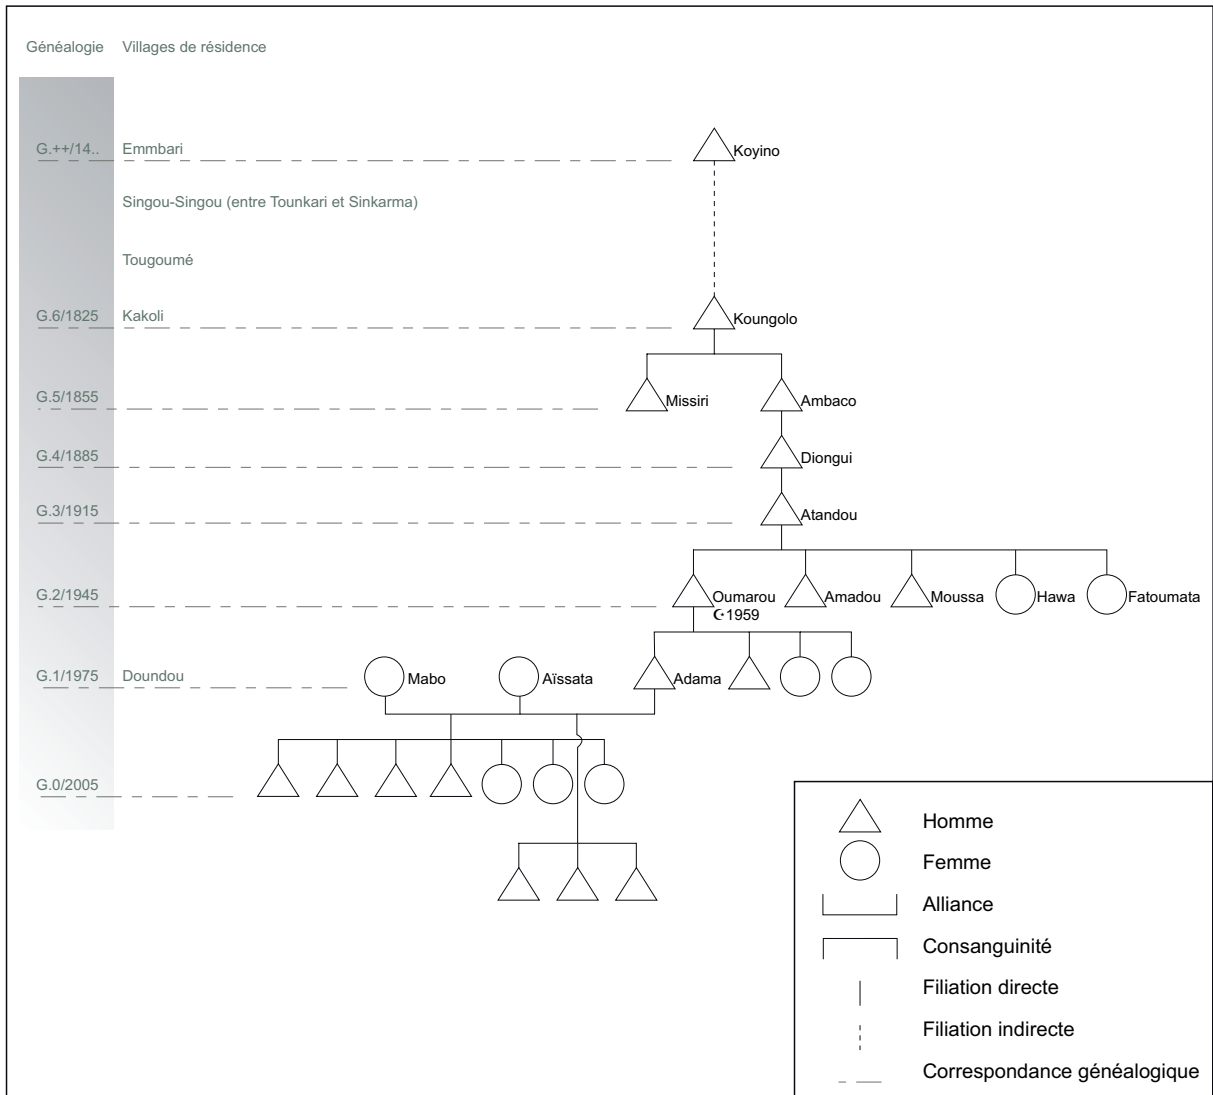 Généalogie Villages de résidence
G.++/14.. Emmbari Koyino
Singou-Singou (entre Tounkari et Sinkarma)
Tougoumé
G.6/1825 Kakoli Koungolo
G.5/1855 Missiri Ambaco
G.4/1885 Diongui
G.3/1915 Atandou
G.2/1945 Oumarou Amadou Moussa Hawa Fatoumata
☪1959
G.1/1975 Doundou Mabo Aïssata Adama
G.0/2005
Homme
Femme
Alliance
Consanguinité
Filiation directe
Filiation indirecte
Correspondance généalogique